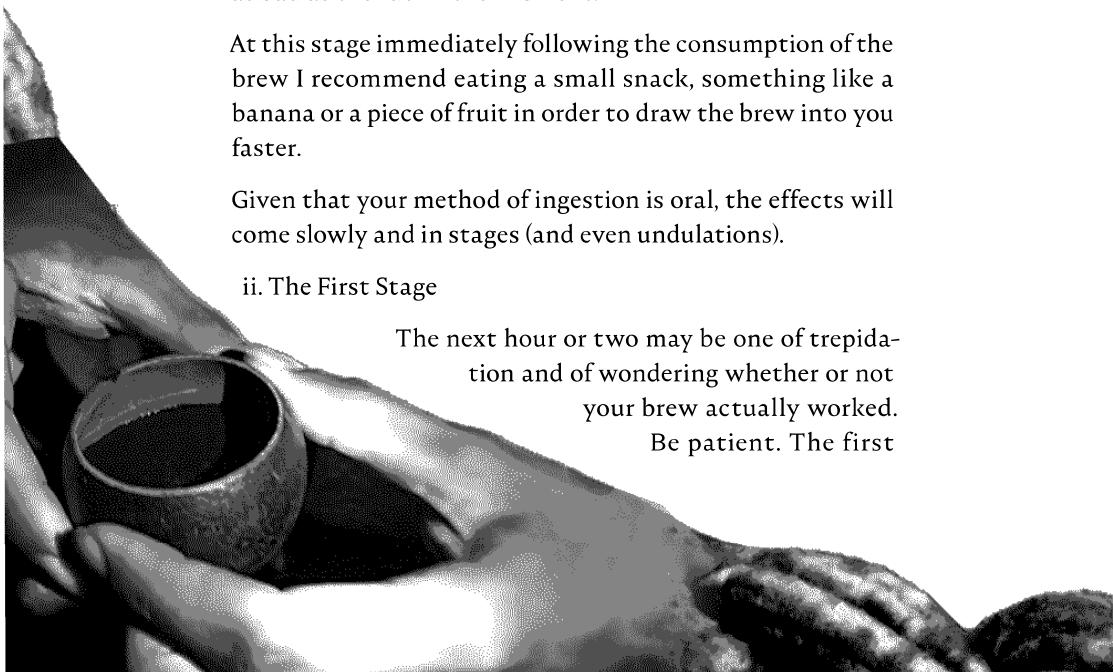 At this stage immediately following the consumption of the
brew I recommend eating a small snack, something like a
banana or a piece of fruit in order to draw the brew into you
faster.
Given that your method of ingestion is oral, the effects will
come slowly and in stages (and even undulations).
ii. The First Stage
The next hour or two may be one of trepida-
tion and of wondering whether or not
your brew actually worked.
Be patient. The first